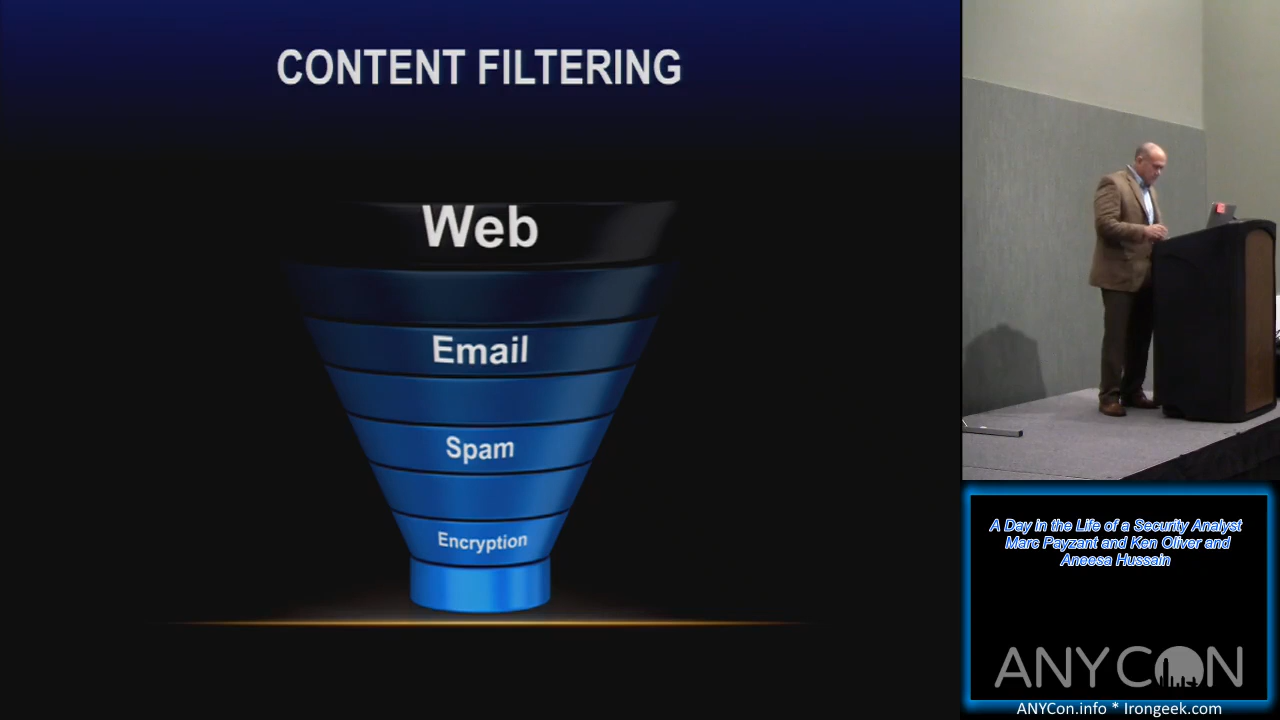 CONTENT FILTERING
Web
Email
Spam
Encryption
A Day in the Life of a Security Analyst
Marc Payzant and Ken Oliver and
Aneesa Hussain
ANYCON
ANYCon.info * Irongeek.com